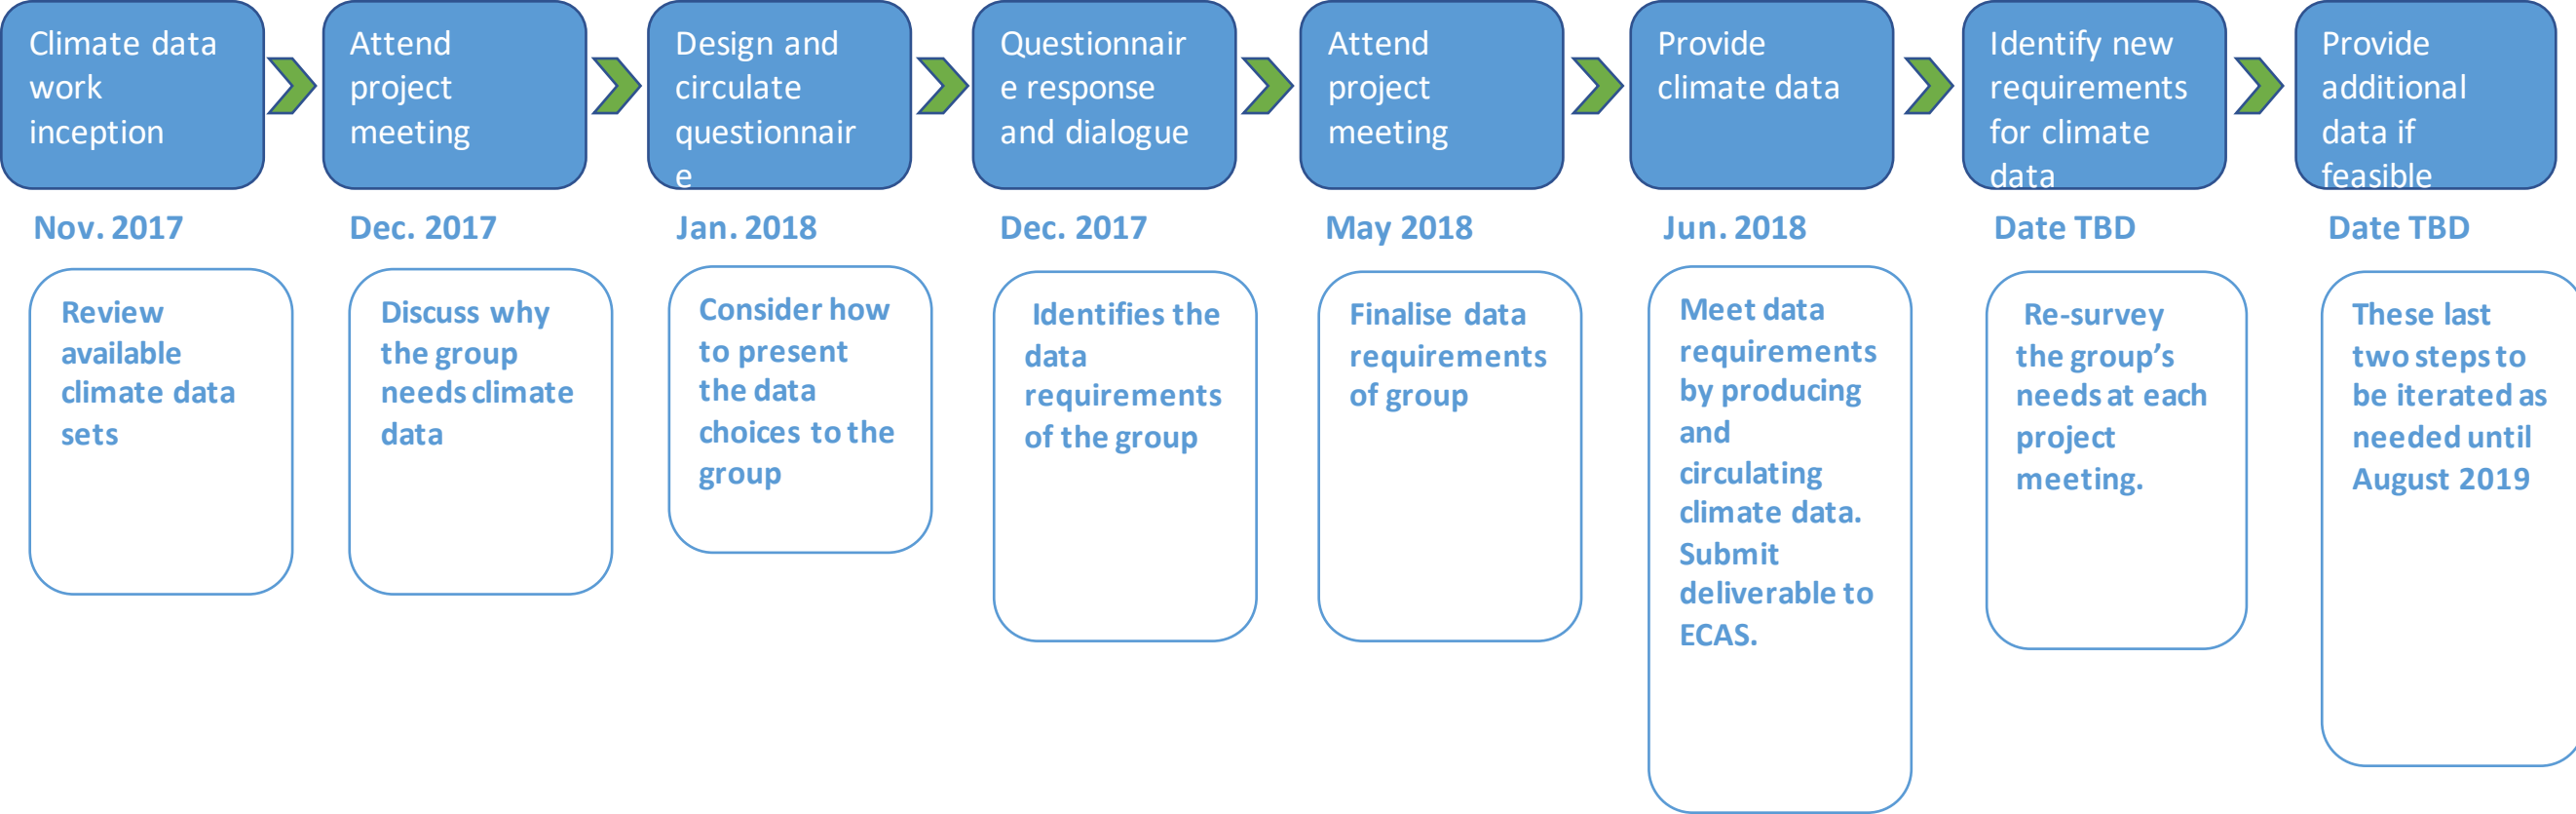 Climate data
work
inception
Attend
project
meeting
Design and
circulate
questionnair
e
Questionnair
e response
and dialogue
Attend
project
meeting
Provide
climate data
Identify new
requirements
for climate
data
Provide
additional
data if
feasible
Nov. 2017
Dec. 2017
Jan. 2018
Dec. 2017
May 2018
Jun. 2018
Date TBD
Date TBD
Review
available
climate data
sets
Discuss why
the group
needs climate
data
Consider how
to present
the data
choices to the
group
Identifies the
data
requirements
of the group
Finalise data
requirements
of group
Meet data
requirements
by producing
and
circulating
climate data.
Submit
deliverable to
ECAS.
Re-survey
the group’s
needs at each
project
meeting.
These last
two steps to
be iterated as
needed until
August 2019